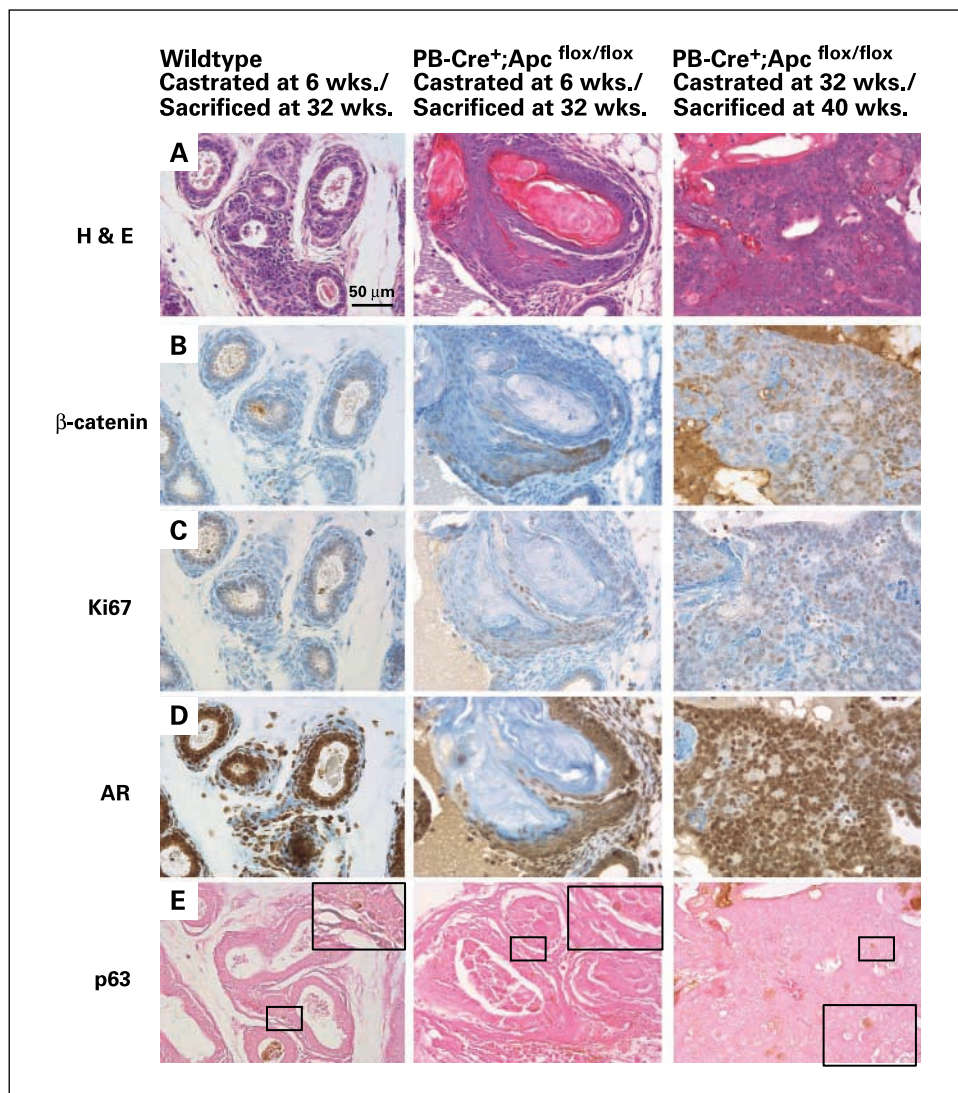 Wildtype
Castrated at 6 wks./
Sacrificed at 32 wks.
PB-Cre⁺;Apc flox/flox
Castrated at 6 wks./
Sacrificed at 32 wks.
PB-Cre⁺;Apc flox/flox
Castrated at 32 wks./
Sacrificed at 40 wks.
A
H & E
50 μm
B
β-catenin
C
Ki67
D
AR
E
p63